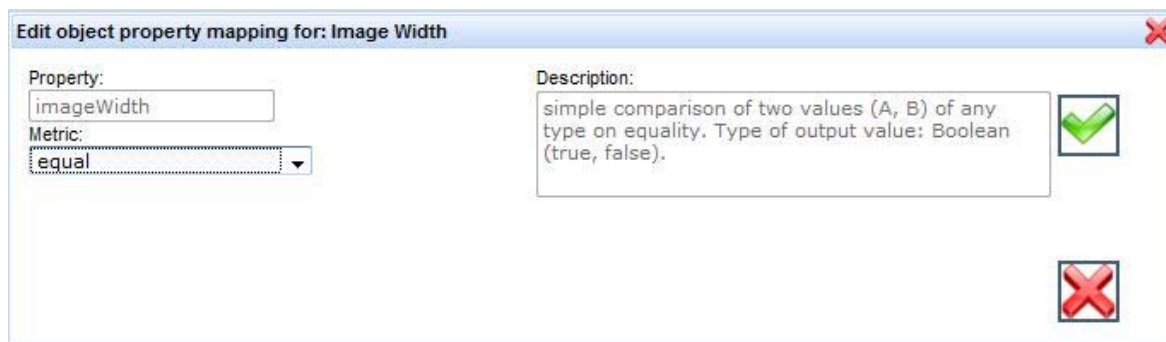 Edit object property mapping for: Image Width
Property:
imageWidth
Metric:
equal
Description:
simple comparison of two values (A, B) of any
type on equality. Type of output value: Boolean
(true, false).